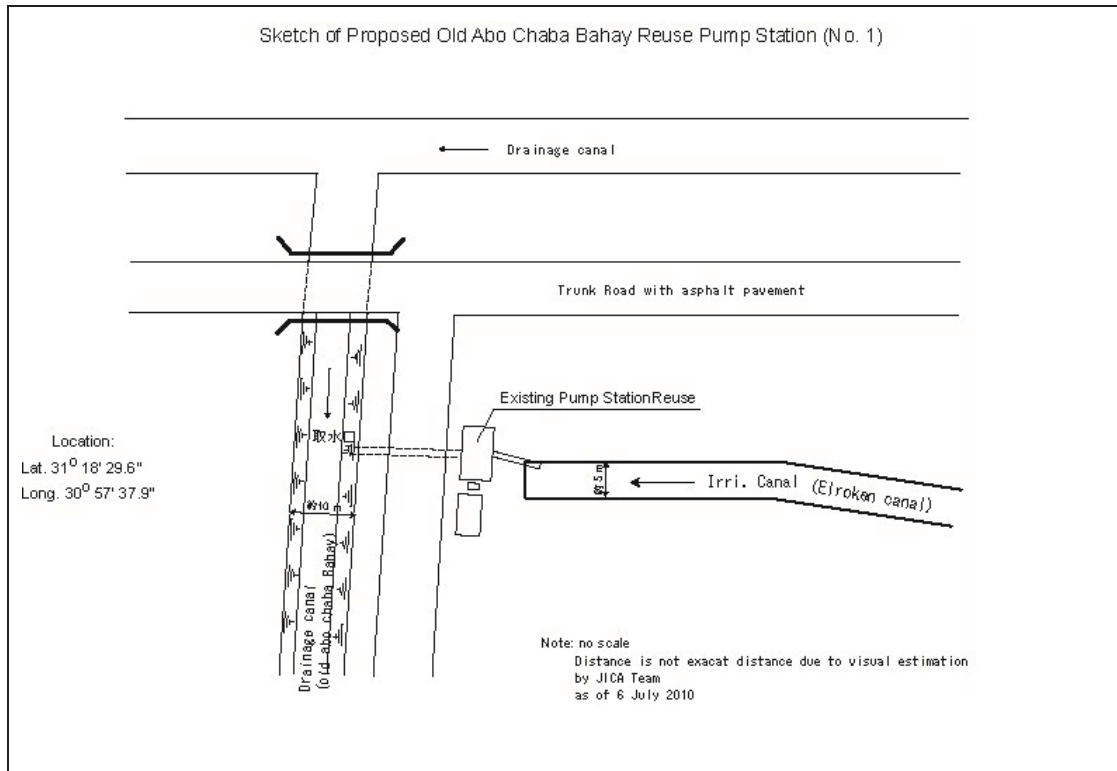 Sketch of Proposed Old Abo Chaba Bahay Reuse Pump Station (No. 1)
Drainage canal
Trunk Road with asphalt pavement
Existing Pump StationReuse
取水
Location:
Lat. 31⁰ 18' 29.6"
Long. 30⁰ 57' 37.9"
約5m
Irri. Canal (Elroken canal)
約10 m
Drainage canal
(old abo chaba Bahay)
Note: no scale
Distance is not exacat distance due to visual estimation
by JICA Team
as of 6 July 2010